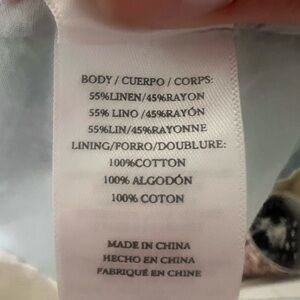 BODY / CUERPO / CORPS:
55%LINEN/45%RAYON
55% LINO /45%RAYÓN
55%LIN/45%RAYONNE
LINING/FORRO/DOUBLURE:
100%COTTON
100% ALGODÓN
100% COTON
MADE IN CHINA
HECHO EN CHINA
FABRIQUÉ EN CHINE